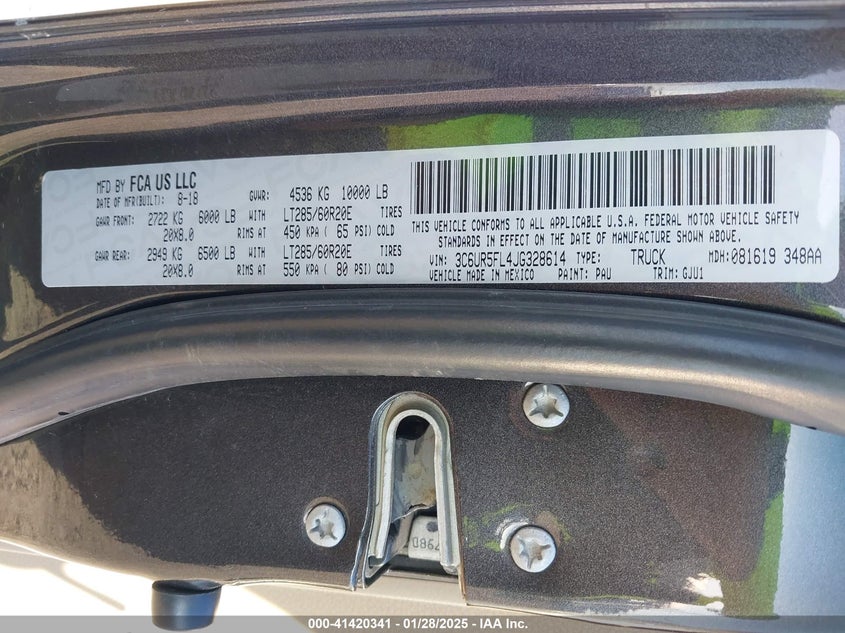 MFD BY FCA US LLC
DATE OF MFR(BUILT): 8-18 GVWR: 4536 KG 10000 LB
GAWR FRONT: 2722 KG 6000 LB WITH LT285/60R20E TIRES
20X8.0 RIMS AT 450 KPA ( 65 PSI) COLD
GAWR REAR: 2949 KG 6500 LB WITH LT285/60R20E TIRES
20X8.0 RIMS AT 550 KPA ( 80 PSI) COLD
THIS VEHICLE CONFORMS TO ALL APPLICABLE U.S.A. FEDERAL MOTOR VEHICLE SAFETY
STANDARDS IN EFFECT ON THE DATE OF MANUFACTURE SHOWN ABOVE.
VIN: 3C6UR5FL4JG328614 TYPE: TRUCK MDH: 081619 348AA
VEHICLE MADE IN MEXICO PAINT: PAU TRIM: GJU1
000-41420341 / 01/28/2025 - IAA Inc.